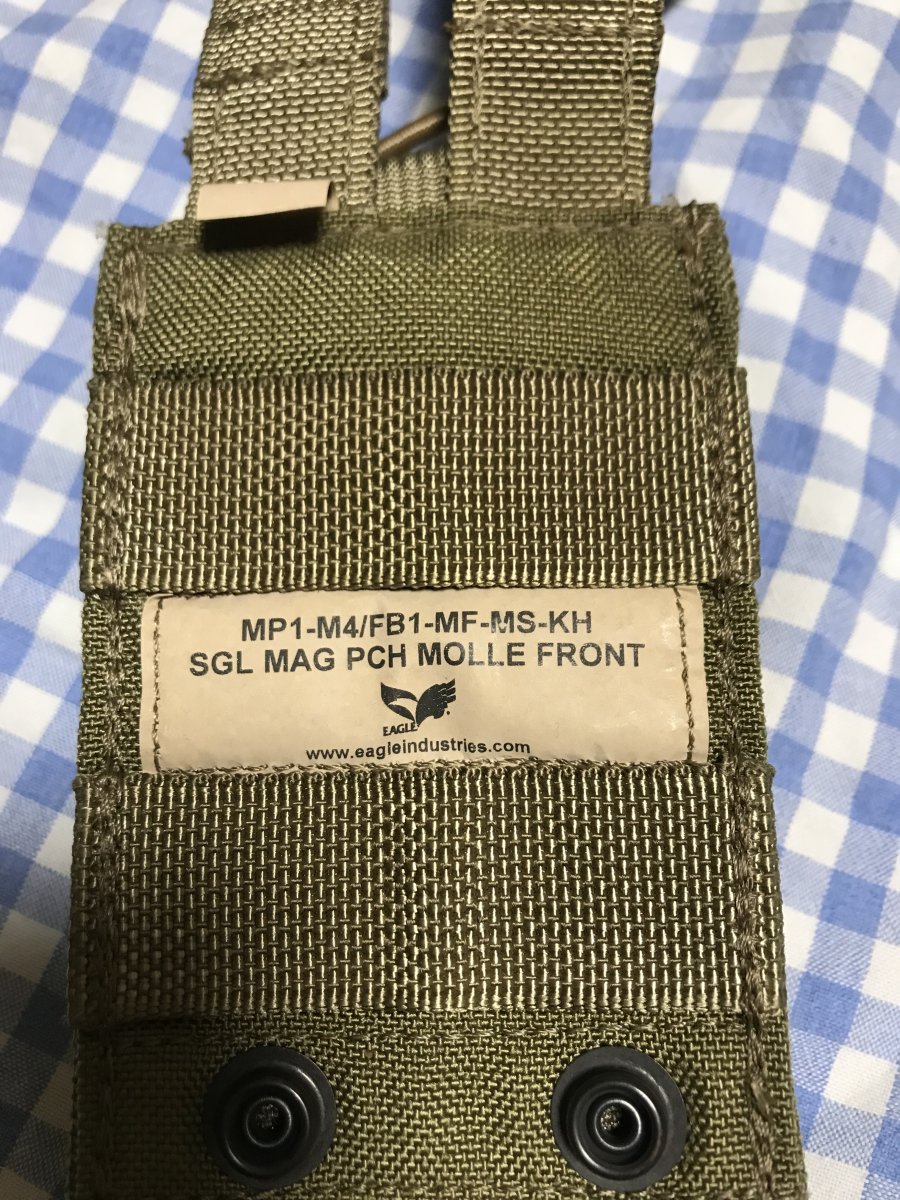 MP1-M4/FB1-MF-MS-KH
SGL MAG PCH MOLLE FRONT
EAGLE
www.eagleindustries.com